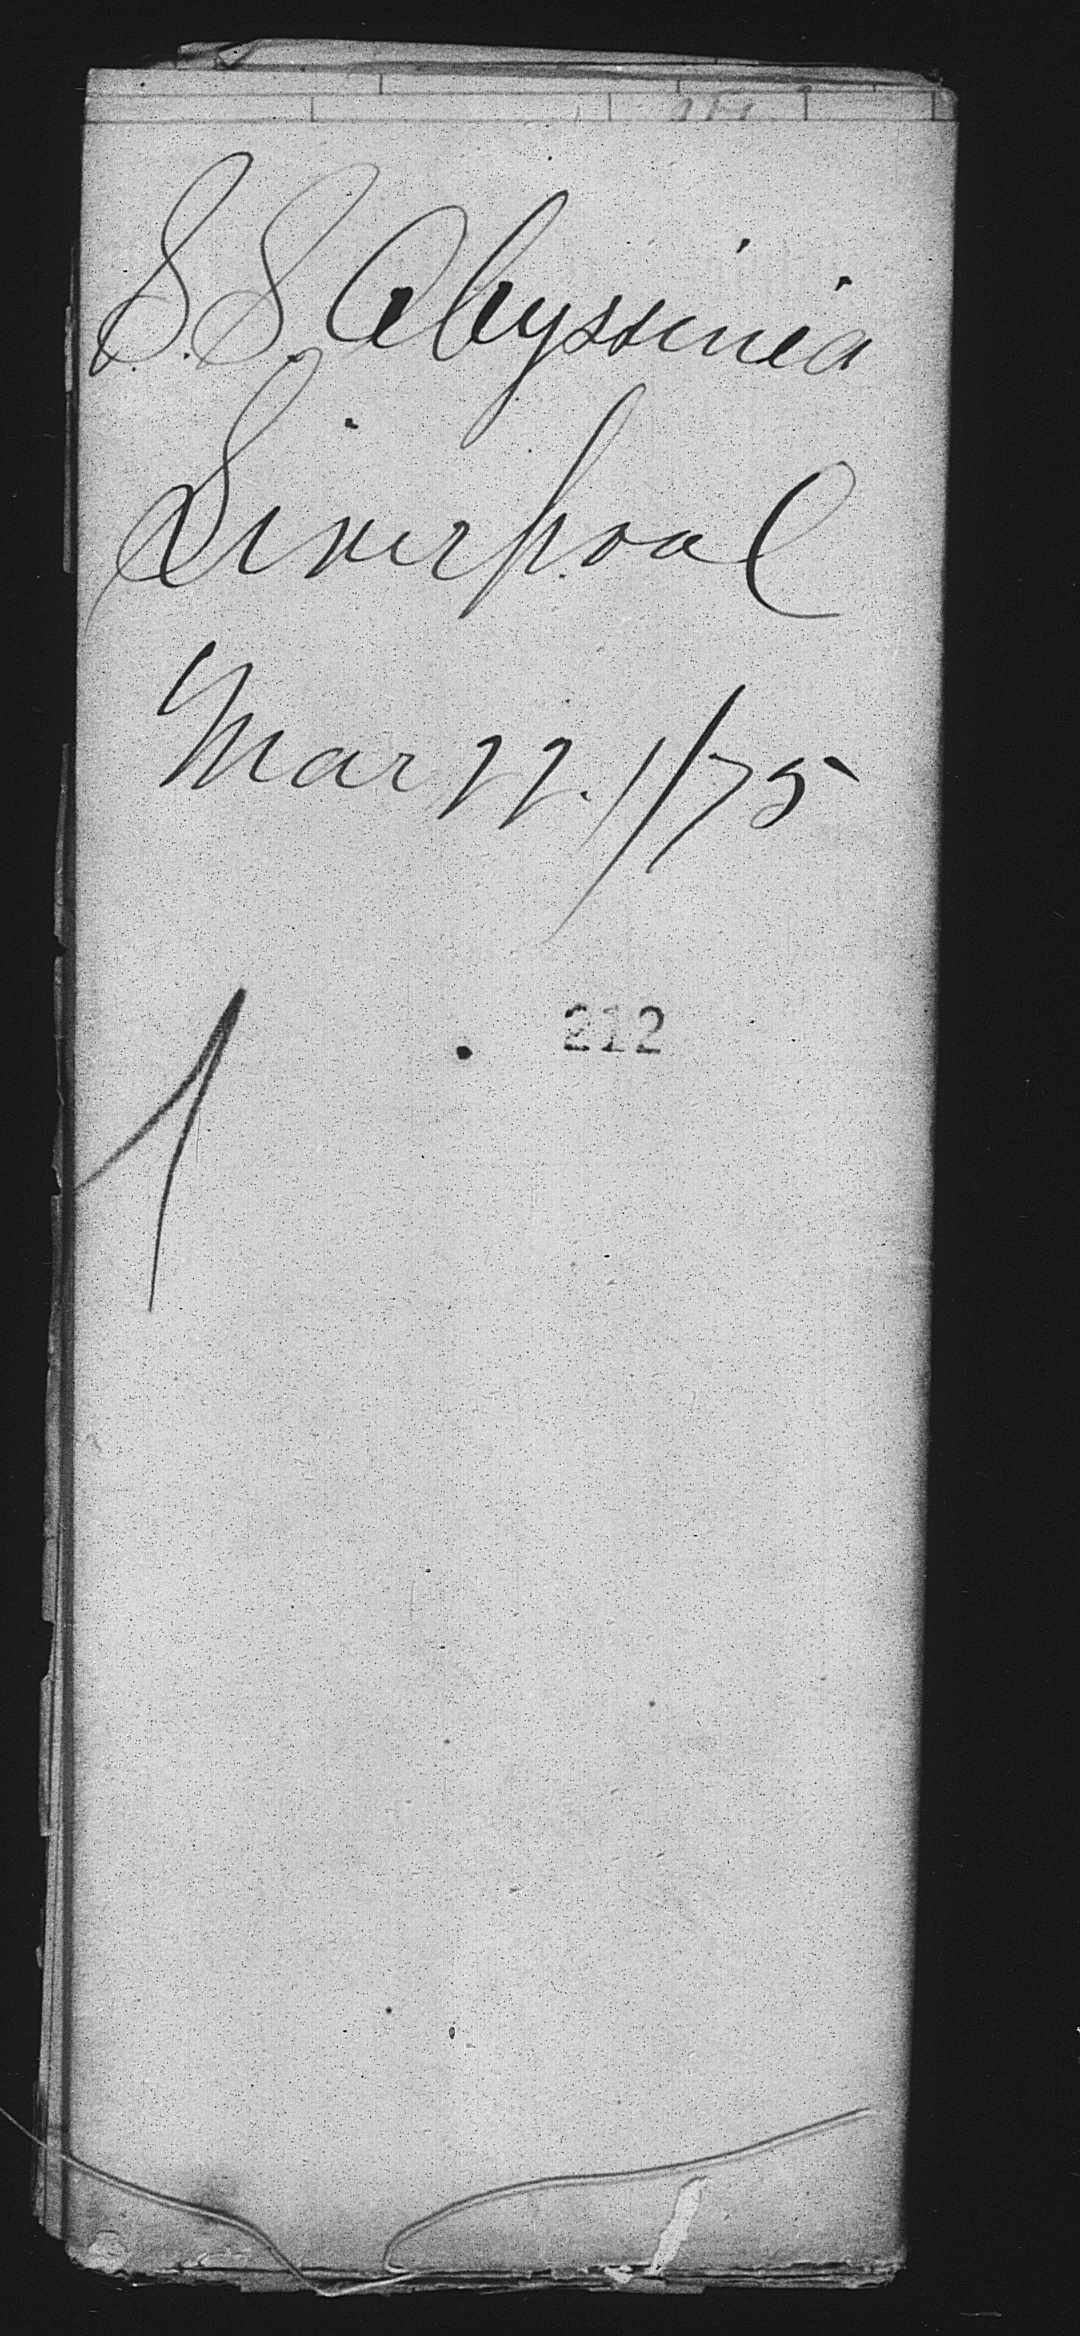 S.S. Abyssinia
Liverpool
Mar 22. //75
1 212